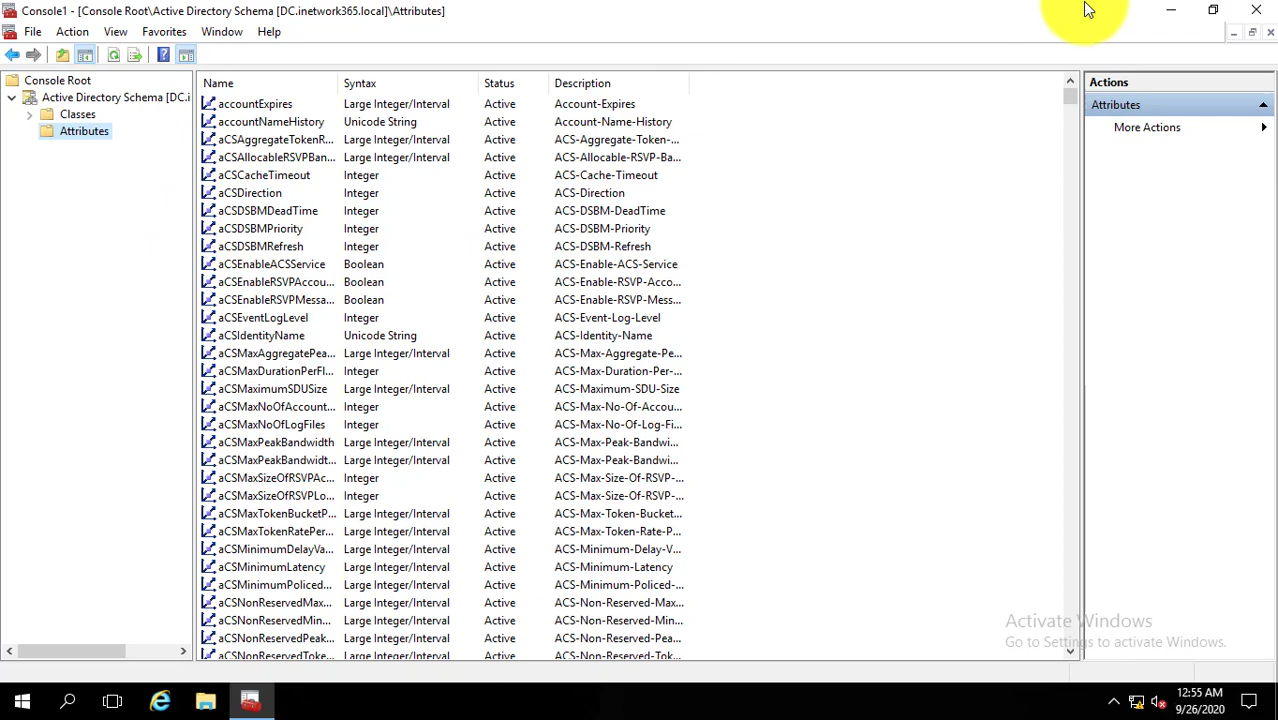 Console1 - [Console Root\Active Directory Schema [DC.inetwork365.local]\Attributes]
File Action View Favorites Window Help
Console Root
Active Directory Schema [DC.i
Classes
Attributes
Name Syntax Status Description
accountExpires Large Integer/Interval Active Account-Expires
accountNameHistory Unicode String Active Account-Name-History
aCSAggregateTokenR... Large Integer/Interval Active ACS-Aggregate-Token-...
aCSAllocableRSVPBan... Large Integer/Interval Active ACS-Allocable-RSVP-Ba...
aCSCacheTimeout Integer Active ACS-Cache-Timeout
aCSDirection Integer Active ACS-Direction
aCSDSBMDeadTime Integer Active ACS-DSBM-DeadTime
aCSDSBMPriority Integer Active ACS-DSBM-Priority
aCSDSBMRefresh Integer Active ACS-DSBM-Refresh
aCSEnableACSService Boolean Active ACS-Enable-ACS-Service
aCSEnableRSVPAccou... Boolean Active ACS-Enable-RSVP-Acco...
aCSEnableRSVPMessa... Boolean Active ACS-Enable-RSVP-Mess...
aCSEventLogLevel Integer Active ACS-Event-Log-Level
aCSIdentityName Unicode String Active ACS-Identity-Name
aCSMaxAggregatePea... Large Integer/Interval Active ACS-Max-Aggregate-Pe...
aCSMaxDurationPerFl... Integer Active ACS-Max-Duration-Per-...
aCSMaximumSDUSize Large Integer/Interval Active ACS-Maximum-SDU-Size
aCSMaxNoOfAccount... Integer Active ACS-Max-No-Of-Accou...
aCSMaxNoOfLogFiles Integer Active ACS-Max-No-Of-Log-Fi...
aCSMaxPeakBandwidth Large Integer/Interval Active ACS-Max-Peak-Bandwi...
aCSMaxPeakBandwidt... Large Integer/Interval Active ACS-Max-Peak-Bandwi...
aCSMaxSizeOfRSVPAc... Integer Active ACS-Max-Size-Of-RSVP-...
aCSMaxSizeOfRSVPLo... Integer Active ACS-Max-Size-Of-RSVP-...
aCSMaxTokenBucketP... Large Integer/Interval Active ACS-Max-Token-Bucket...
aCSMaxTokenRatePer... Large Integer/Interval Active ACS-Max-Token-Rate-P...
aCSMinimumDelayVa... Large Integer/Interval Active ACS-Minimum-Delay-V...
aCSMinimumLatency Large Integer/Interval Active ACS-Minimum-Latency
aCSMinimumPoliced... Large Integer/Interval Active ACS-Minimum-Policed-...
aCSNonReservedMax... Large Integer/Interval Active ACS-Non-Reserved-Max...
aCSNonReservedMin... Large Integer/Interval Active ACS-Non-Reserved-Min...
aCSNonReservedPeak... Large Integer/Interval Active ACS-Non-Reserved-Pea...
aCSNonReservedToke... Large Integer/Interval Active ACS-Non-Reserved-Tok...
Actions
Attributes
More Actions
Activate Windows
Go to Settings to activate Windows.
12:55 AM
9/26/2020